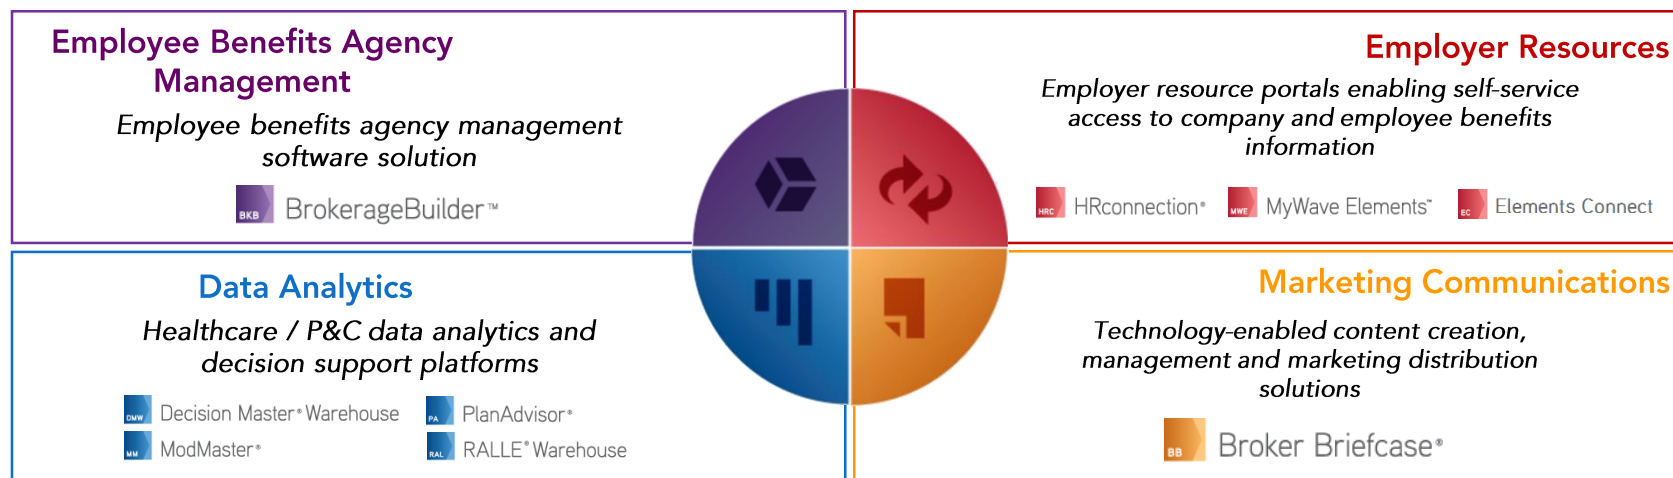 Employee Benefits Agency
Management
Employee benefits agency management
software solution
BKB BrokerageBuilder™
Employer Resources
Employer resource portals enabling self-service
access to company and employee benefits
information
HRC HRconnection® MWE MyWave Elements™ EC Elements Connect
Data Analytics
Healthcare / P&C data analytics and
decision support platforms
DMW Decision Master® Warehouse PA PlanAdvisor®
MM ModMaster® RAL RALLE® Warehouse
Marketing Communications
Technology-enabled content creation,
management and marketing distribution
solutions
BB Broker Briefcase®